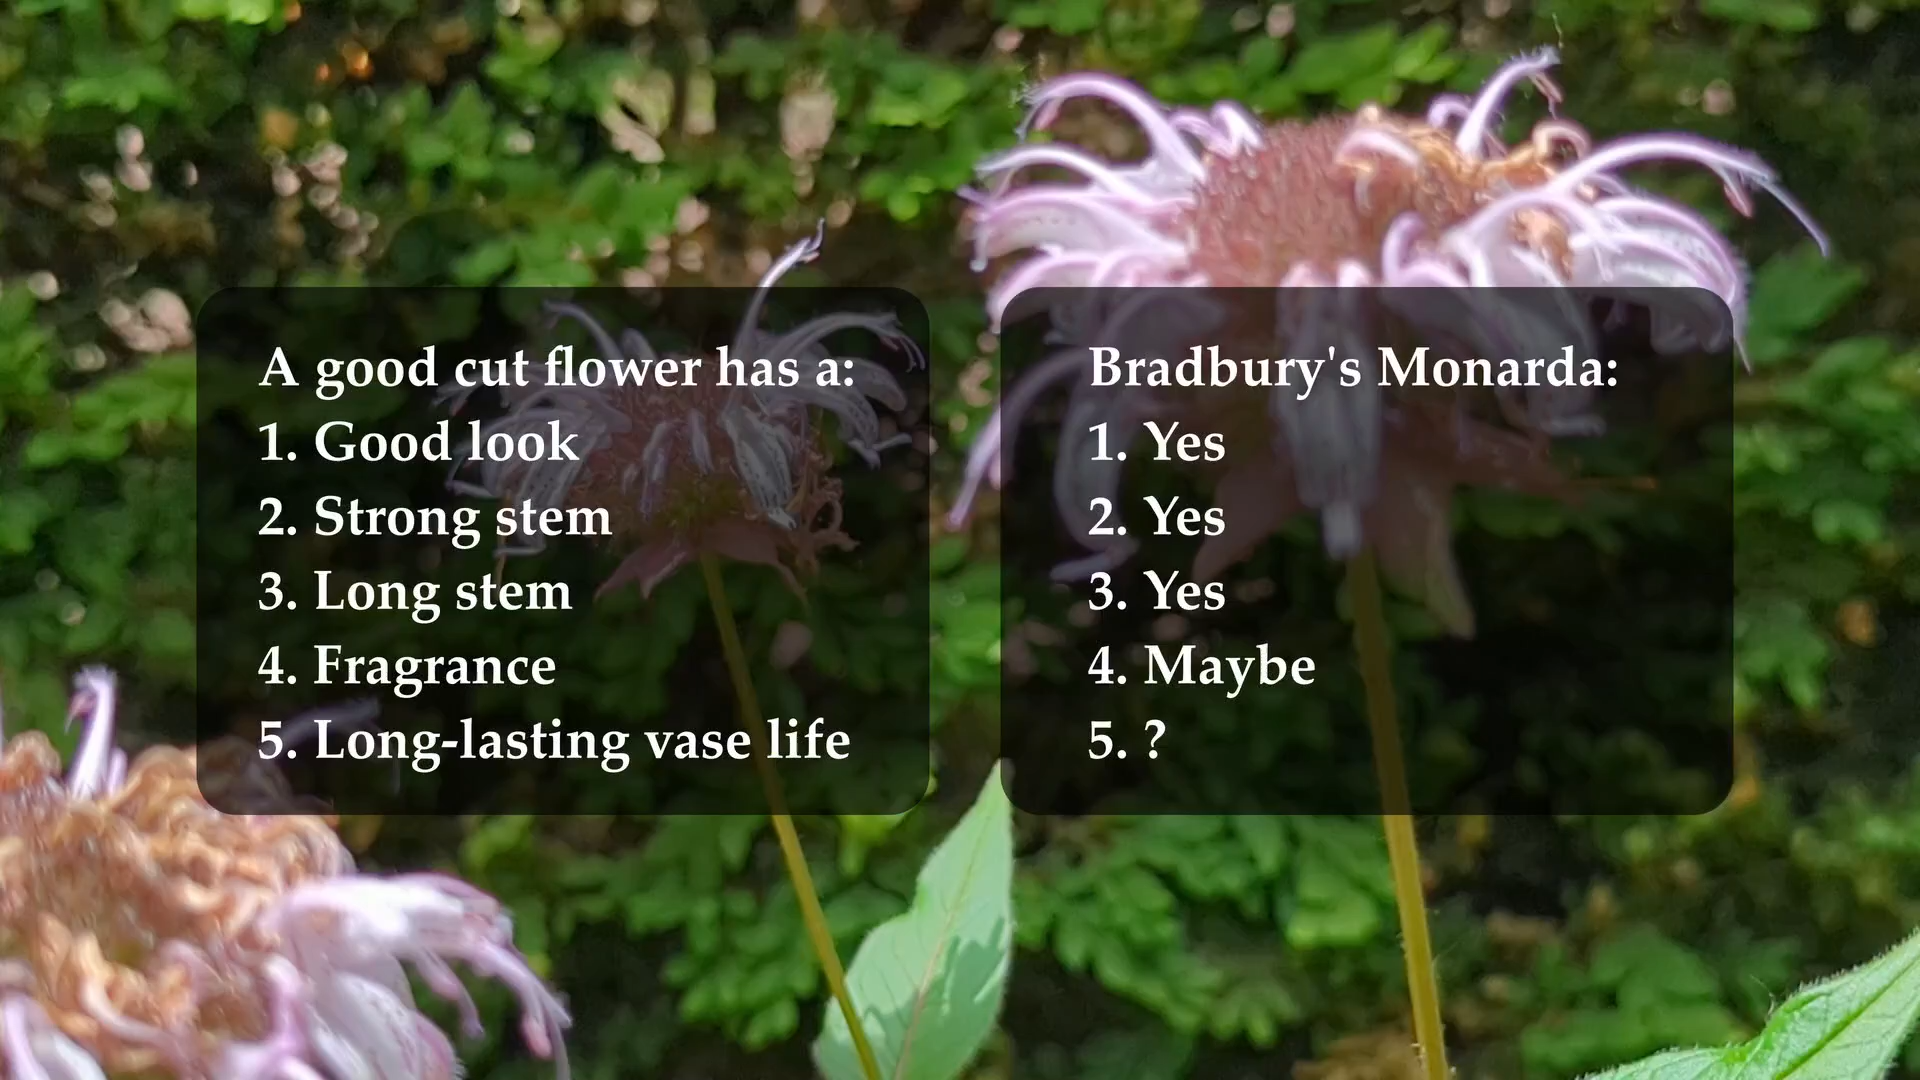 A good cut flower has a:
1. Good look
2. Strong stem
3. Long stem
4. Fragrance
5. Long-lasting vase life
Bradbury's Monarda:
1. Yes
2. Yes
3. Yes
4. Maybe
5. ?